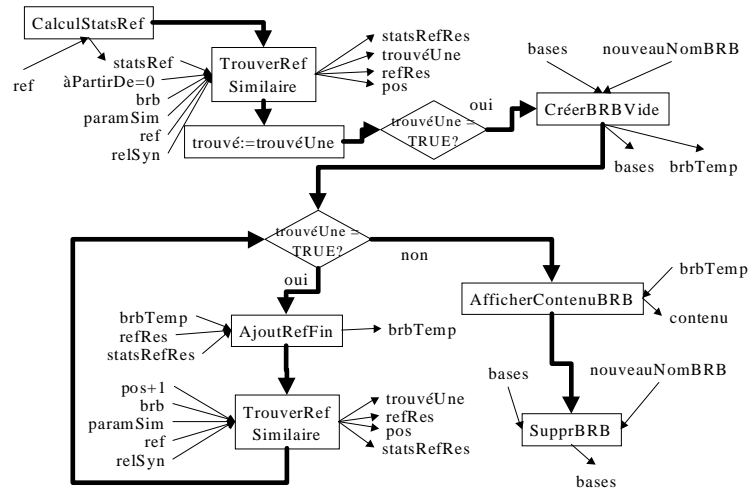 CalculStatsRef
ref
statsRef
àPartirDe=0
brb
paramSim
ref
relSyn
TrouverRef
Similaire
statsRefRes
trouvéUne
refRes
pos
trouvé:=trouvéUne
trouvéUne =
TRUE?
oui
bases
nouveauNomBRB
CréerBRBVide
bases
brbTemp
trouvéUne =
TRUE?
non
oui
brbTemp
refRes
statsRefRes
AjoutRefFin
brbTemp
brbTemp
AfficherContenuBRB
contenu
pos+1
brb
paramSim
ref
relSyn
TrouverRef
Similaire
trouvéUne
refRes
pos
statsRefRes
bases
nouveauNomBRB
SupprBRB
bases